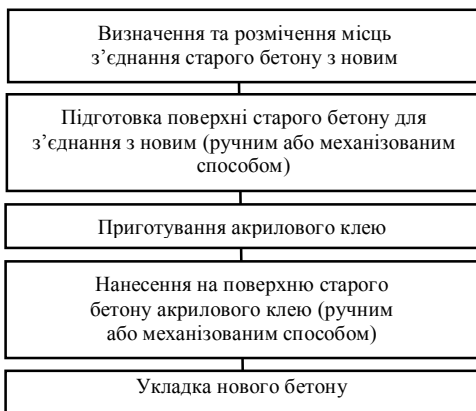 Визначення та розмічення місць
з’єднання старого бетону з новим
Підготовка поверхні старого бетону для
з’єднання з новим (ручним або механізованим
способом)
Приготування акрилового клею
Нанесення на поверхню старого
бетону акрилового клею (ручним
або механізованим способом)
Укладка нового бетону